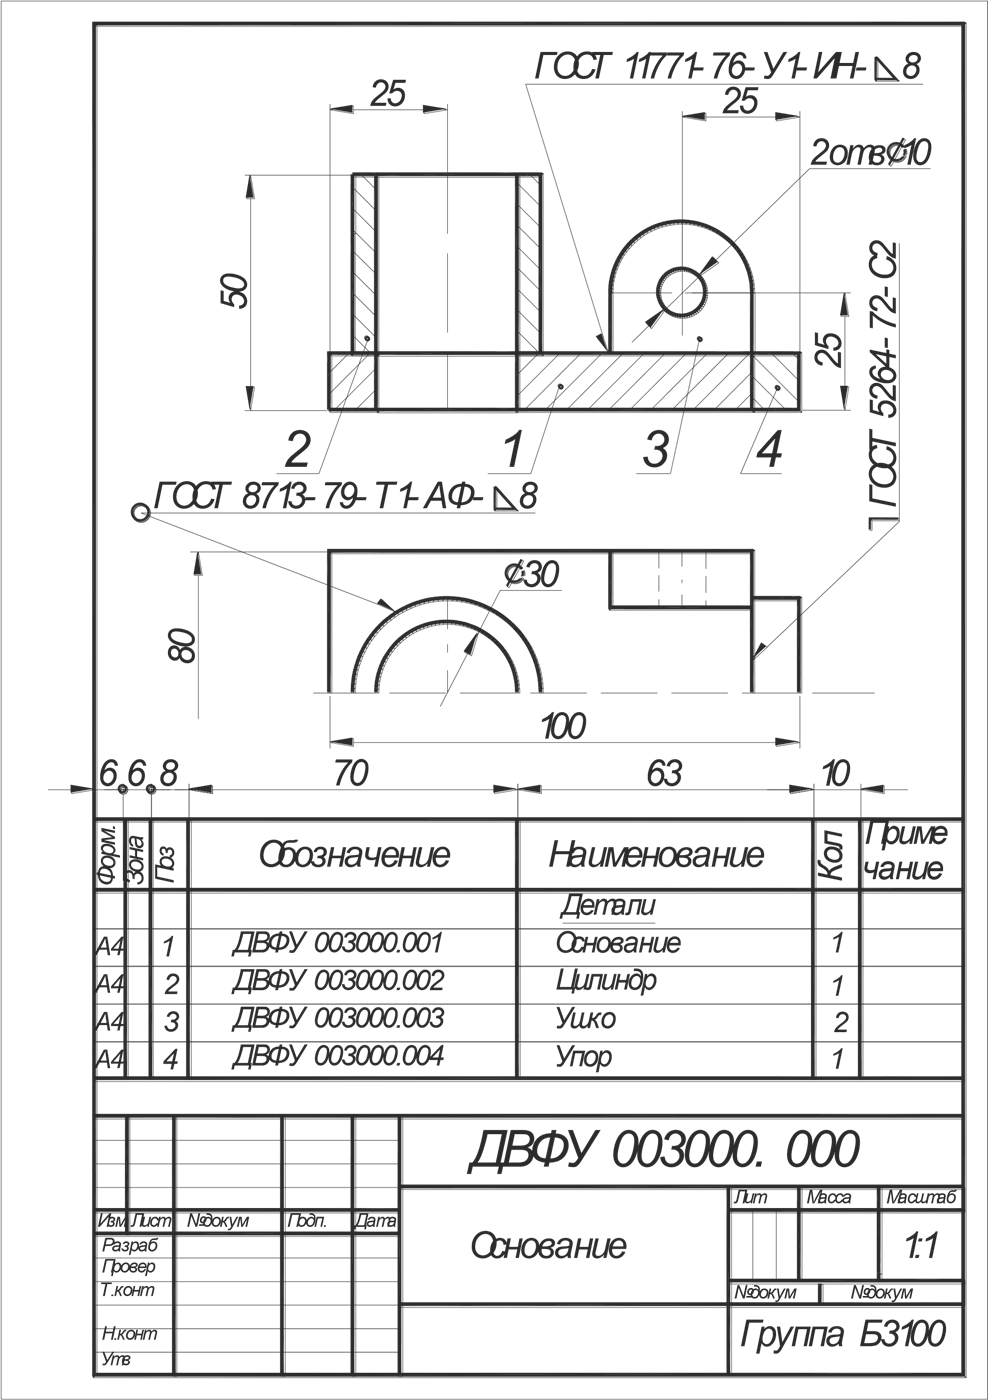 ГОСТ 11771-76-У1-ИН-⊿8
25
25
2отв⌀10
50
25
ГОСТ 5264-72-С2
2
1
3
4
ГОСТ 8713-79-Т1-АФ-⊿8
⌀30
80
100
6 6 8 70 63 10
Форм. Зона Поз Обозначение Наименование Кол Приме
чание
Детали
А4 1 ДВФУ 003000.001 Основание 1
А4 2 ДВФУ 003000.002 Цилиндр 1
А4 3 ДВФУ 003000.003 Ушко 2
А4 4 ДВФУ 003000.004 Упор 1
ДВФУ 003000. 000
Лит Масса Масштаб
Изм Лист №докум Подп. Дата
Основание
1:1
Разраб
Провер
Т.конт
№докум №докум
Н.конт
Группа Б3100
Утв